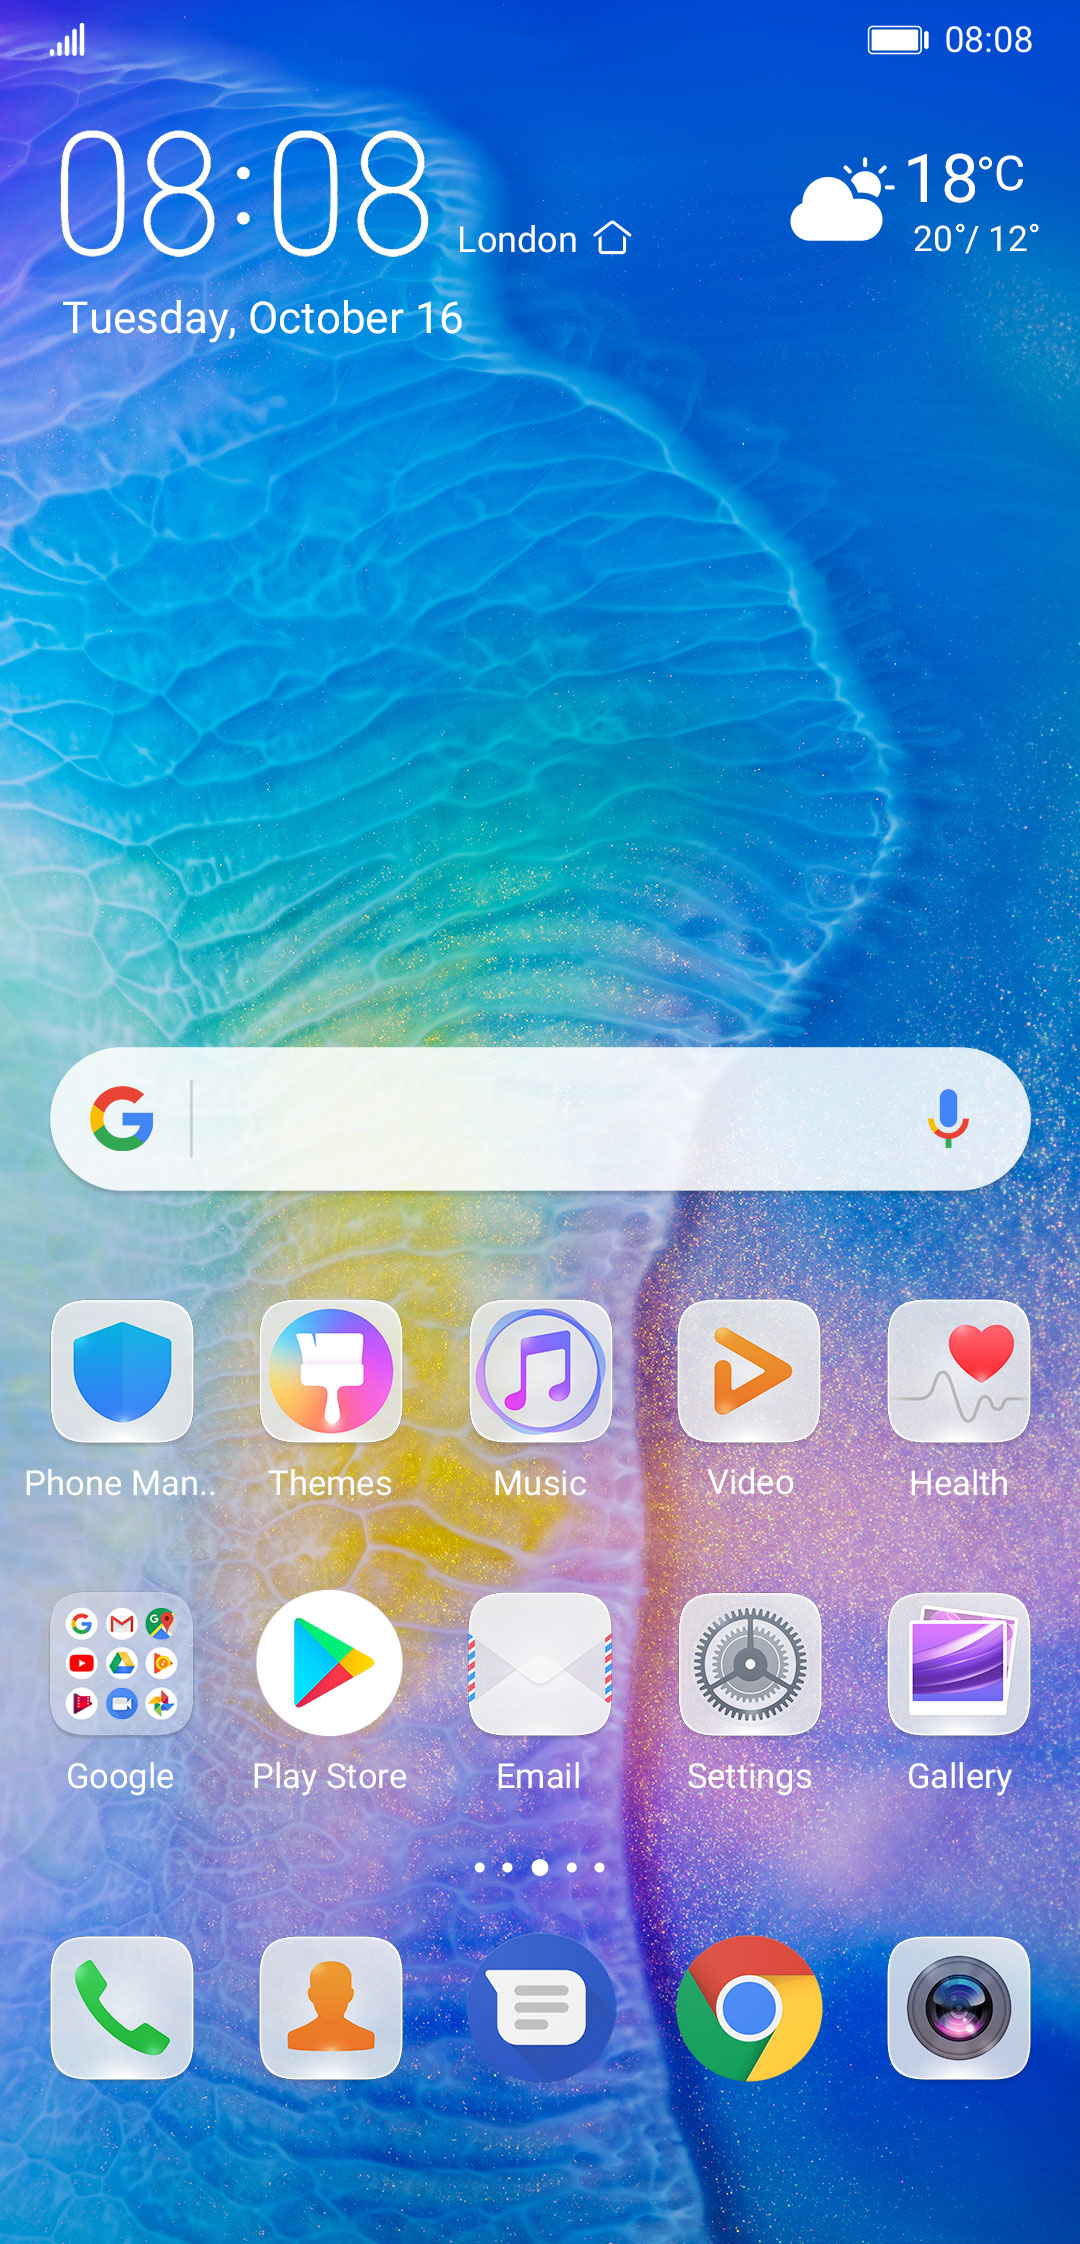 08:08
08:08
London
18°C
20°/ 12°
Tuesday, October 16
Phone Man..
Themes
Music
Video
Health
Google
Play Store
Email
Settings
Gallery